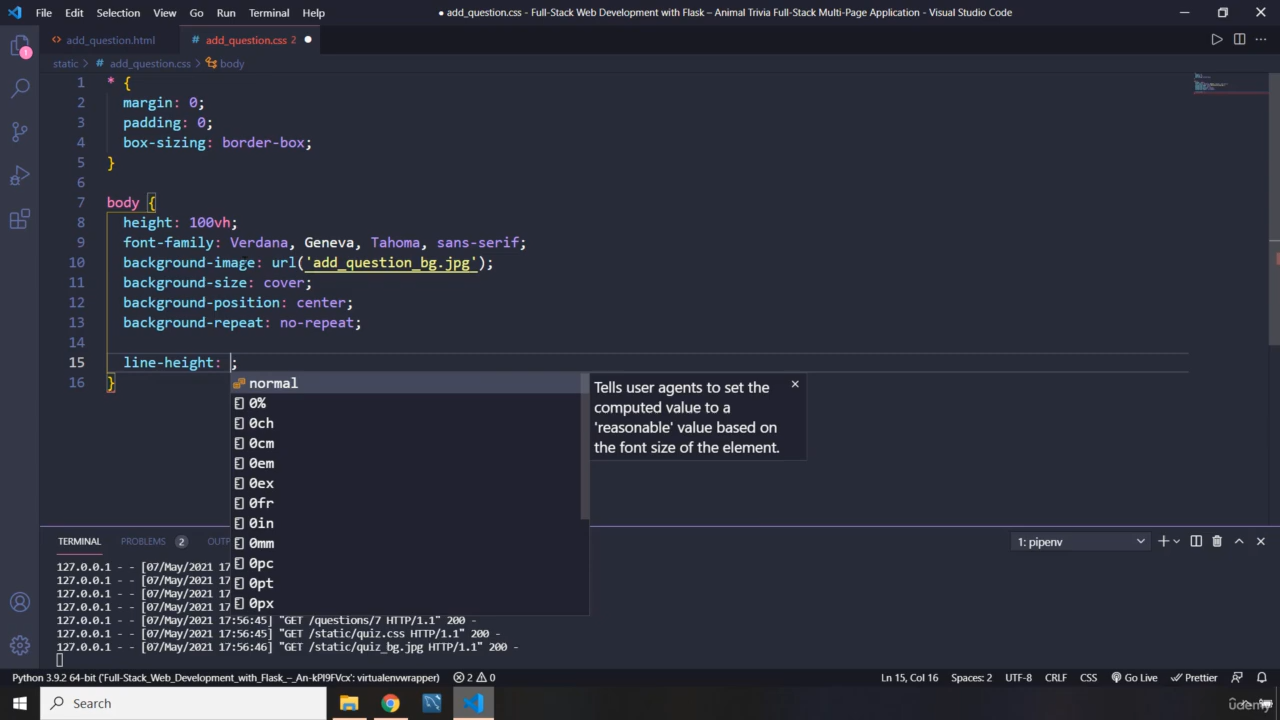 File Edit Selection View Go Run Terminal Help ● add_question.css - Full-Stack Web Development with Flask – Animal Trivia Full-Stack Multi-Page Application - Visual Studio Code
<> add_question.html # add_question.css 2 ●
static > # add_question.css > body
1 * {
2 margin: 0;
3 padding: 0;
4 box-sizing: border-box;
5 }
6
7 body {
8 height: 100vh;
9 font-family: Verdana, Geneva, Tahoma, sans-serif;
10 background-image: url('add_question_bg.jpg');
11 background-size: cover;
12 background-position: center;
13 background-repeat: no-repeat;
14
15 line-height: ;
16 }
normal
0%
0ch
0cm
0em
0ex
0fr
0in
0mm
0pc
0pt
0px
Tells user agents to set the
computed value to a
'reasonable' value based on
the font size of the element.
TERMINAL PROBLEMS 2 OUT 1: pipenv
127.0.0.1 - - [07/May/2021 17
127.0.0.1 - - [07/May/2021 17
127.0.0.1 - - [07/May/2021 17
127.0.0.1 - - [07/May/2021 17
127.0.0.1 - - [07/May/2021 17:56:45] "GET /questions/7 HTTP/1.1" 200 -
127.0.0.1 - - [07/May/2021 17:56:45] "GET /static/quiz.css HTTP/1.1" 200 -
127.0.0.1 - - [07/May/2021 17:56:46] "GET /static/quiz_bg.jpg HTTP/1.1" 200 -
Python 3.9.2 64-bit ('Full-Stack_Web_Development_with_Flask_–_An-kPI9FVcx': virtualenvwrapper) 2 0 Ln 15, Col 16 Spaces: 2 UTF-8 CRLF CSS Go Live Prettier
Search
Udemy